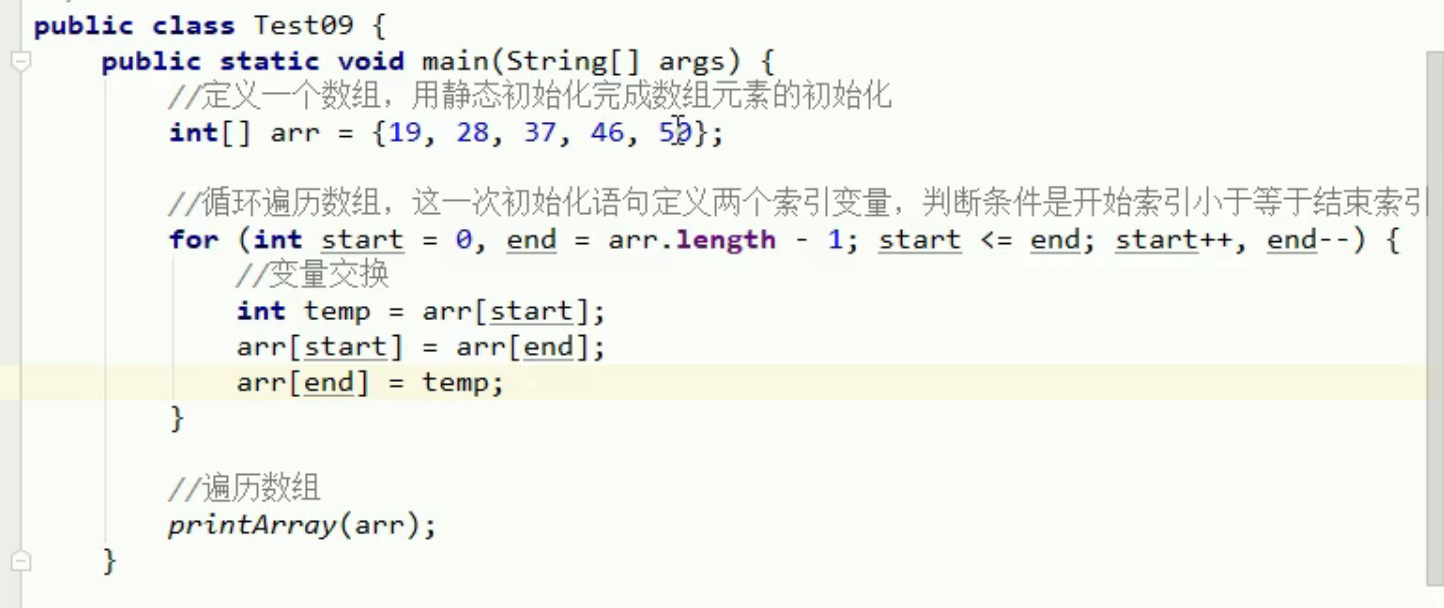 public class Test09 {
public static void main(String[] args) {
//定义一个数组，用静态初始化完成数组元素的初始化
int[] arr = {19, 28, 37, 46, 50};
//循环遍历数组，这一次初始化语句定义两个索引变量，判断条件是开始索引小于等于结束索引
for (int start = 0, end = arr.length - 1; start <= end; start++, end--) {
//变量交换
int temp = arr[start];
arr[start] = arr[end];
arr[end] = temp;
}
//遍历数组
printArray(arr);
}